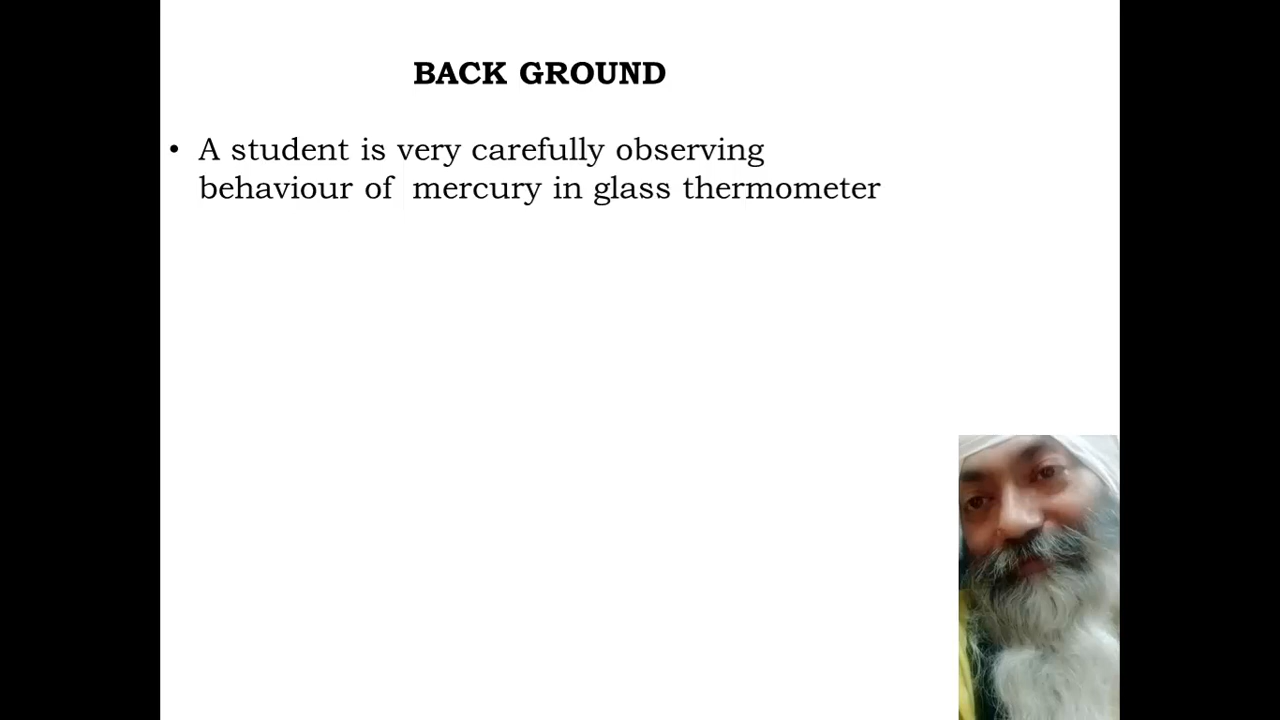 BACK GROUND
• A student is very carefully observing
behaviour of mercury in glass thermometer